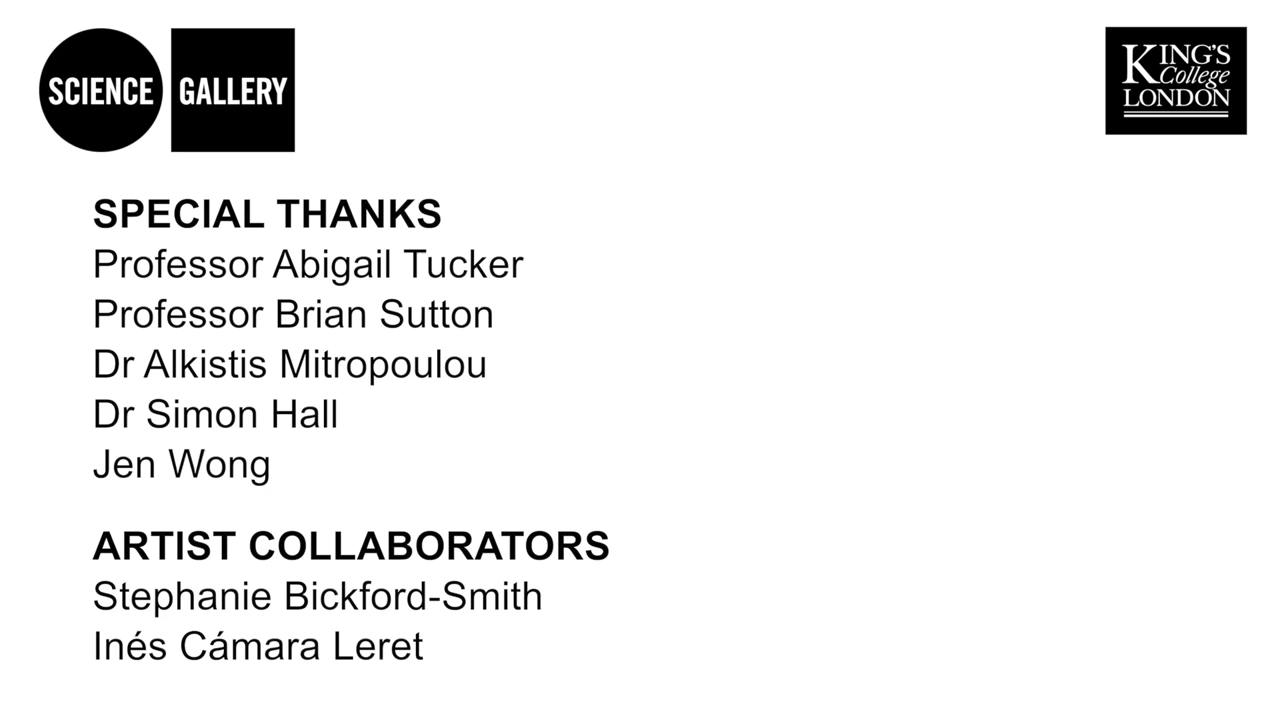 SCIENCE GALLERY
KING'S
College
LONDON
SPECIAL THANKS
Professor Abigail Tucker
Professor Brian Sutton
Dr Alkistis Mitropoulou
Dr Simon Hall
Jen Wong
ARTIST COLLABORATORS
Stephanie Bickford-Smith
Inés Cámara Leret